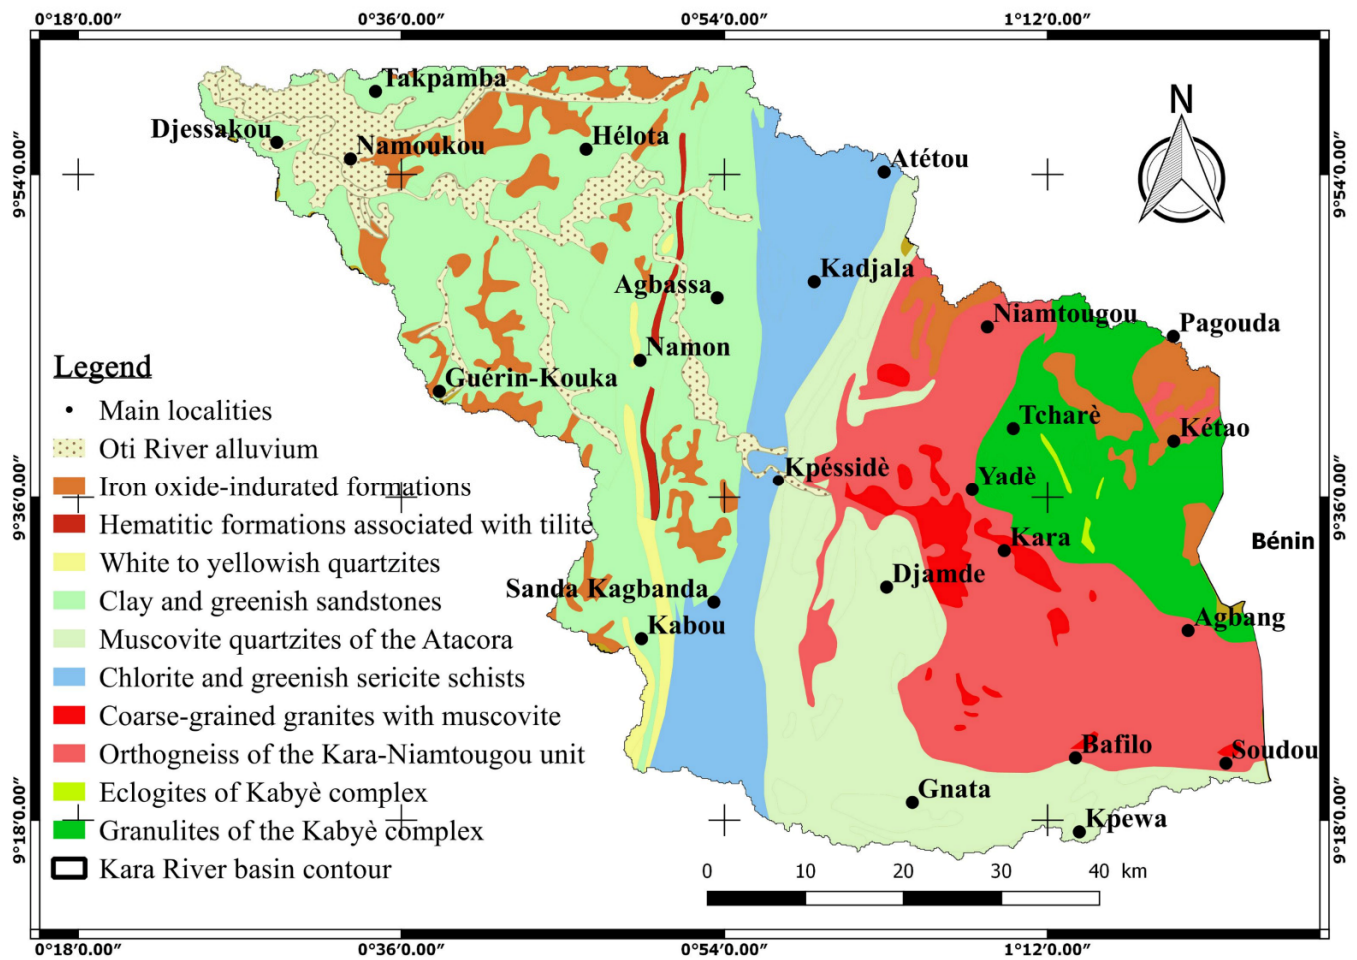 0°18′0.00″ 0°36′0.00″ 0°54′0.00″ 1°12′0.00″
Takpamba
N
Djessakou
Namoukou
Hélota
Atétou
9°54′0.00″
9°54′0.00″
Kadjala
Agbassa
Niamtougou
Pagouda
Namon
Guérin-Kouka
Tcharè
Kétao
Kpéssidè
Yadè
9°36′0.00″
9°36′0.00″
Kara
Bénin
Djamde
Sanda Kagbanda
Kabou
Agbang
Bafilo
Soudou
Gnata
Kpewa
9°18′0.00″
9°18′0.00″
Legend
Main localities
Oti River alluvium
Iron oxide-indurated formations
Hematitic formations associated with tilite
White to yellowish quartzites
Clay and greenish sandstones
Muscovite quartzites of the Atacora
Chlorite and greenish sericite schists
Coarse-grained granites with muscovite
Orthogneiss of the Kara-Niamtougou unit
Eclogites of Kabyè complex
Granulites of the Kabyè complex
Kara River basin contour
0 10 20 30 40 km
0°18′0.00″ 0°36′0.00″ 0°54′0.00″ 1°12′0.00″